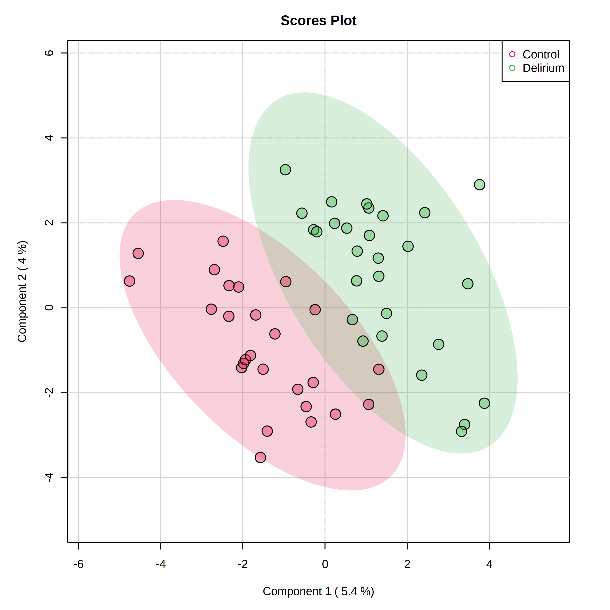 Scores Plot
Control
Delirium
6
4
2
0
-2
-4
Component 2 ( 4 %)
-6
-4
-2
0
2
4
Component 1 ( 5.4 %)